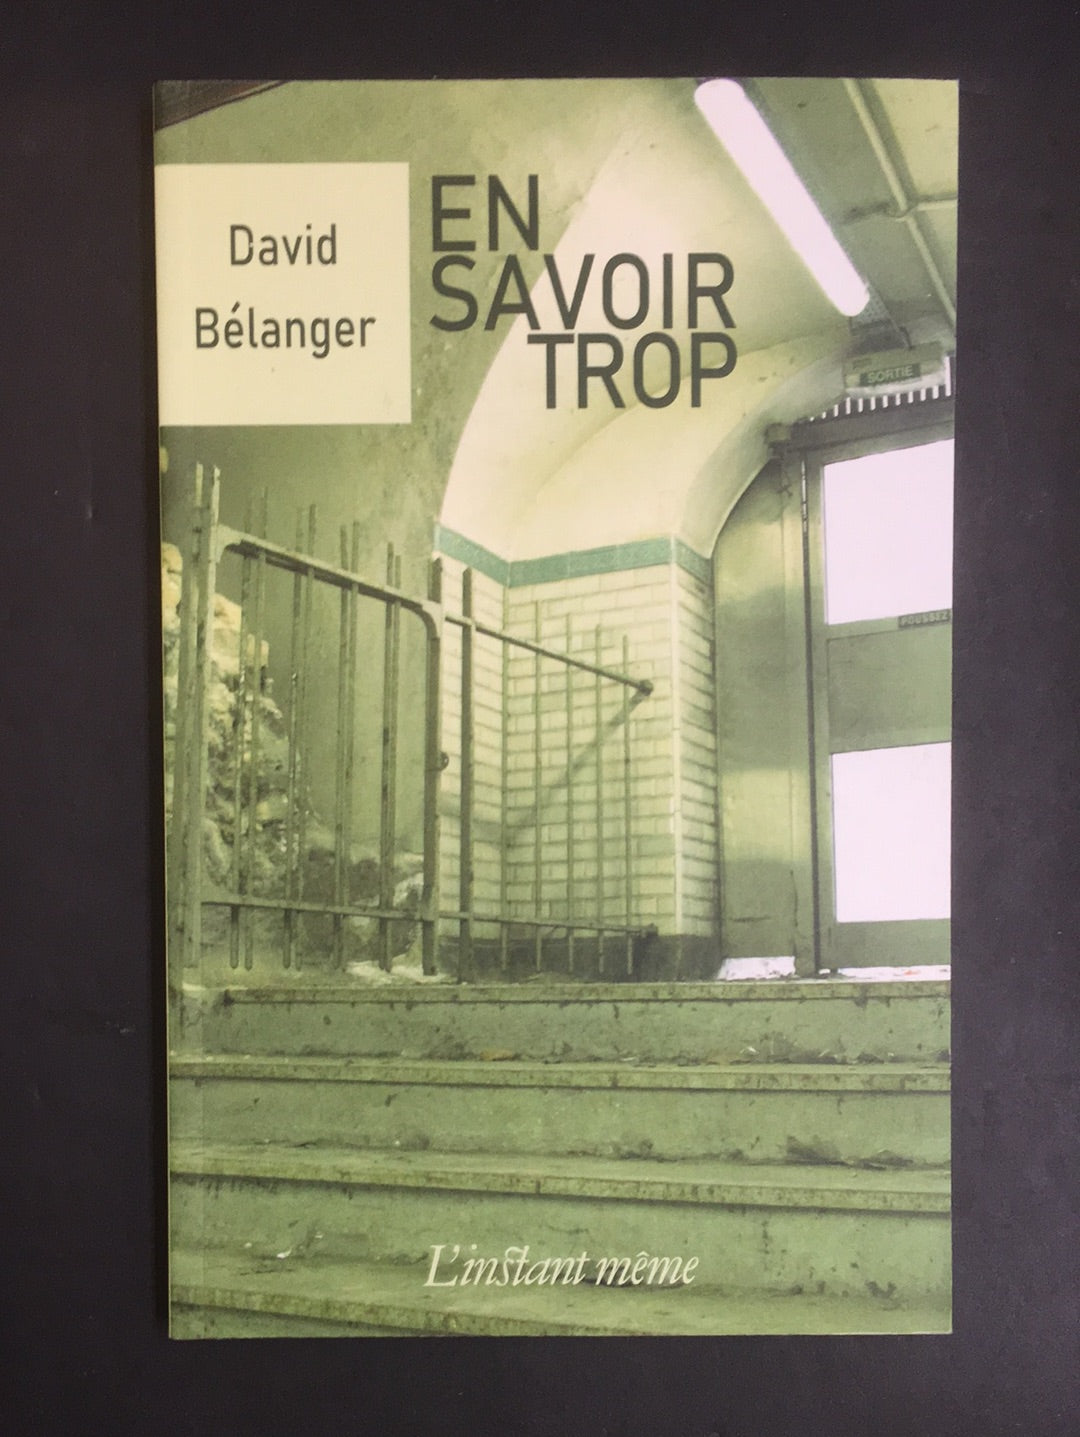 David
Bélanger
EN
SAVOIR
TROP
SORTIE
POUSSEZ
L'instant même